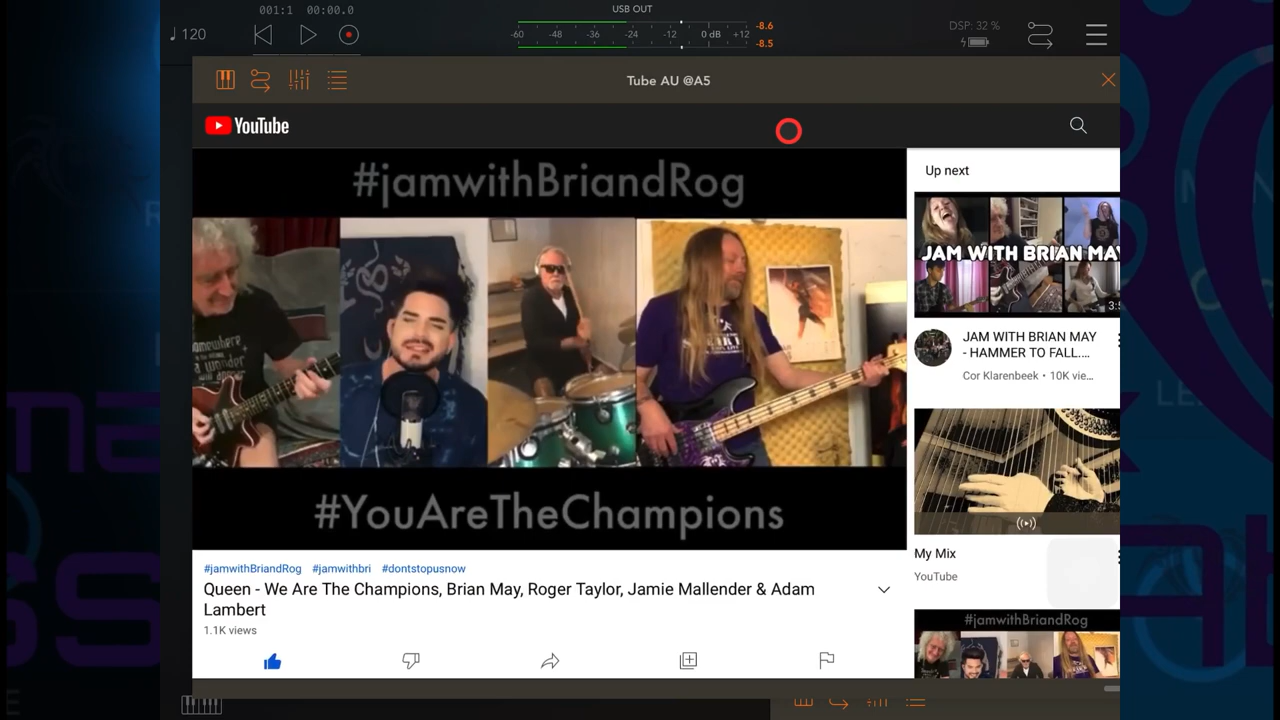 001:1 00:00.0
USB OUT
120
-60 -48 -36 -24 -12 0 dB +12
-8.6
-8.5
DSP: 32 %
Tube AU @A5
YouTube
#jamwithBriandRog
#YouAreTheChampions
#jamwithBriandRog #jamwithbri #dontstopusnow
Queen - We Are The Champions, Brian May, Roger Taylor, Jamie Mallender & Adam
Lambert
1.1K views
Up next
JAM WITH BRIAN MAY
JAM WITH BRIAN MAY
- HAMMER TO FALL....
Cor Klarenbeek • 10K vie...
My Mix
YouTube
#jamwithBriandRog